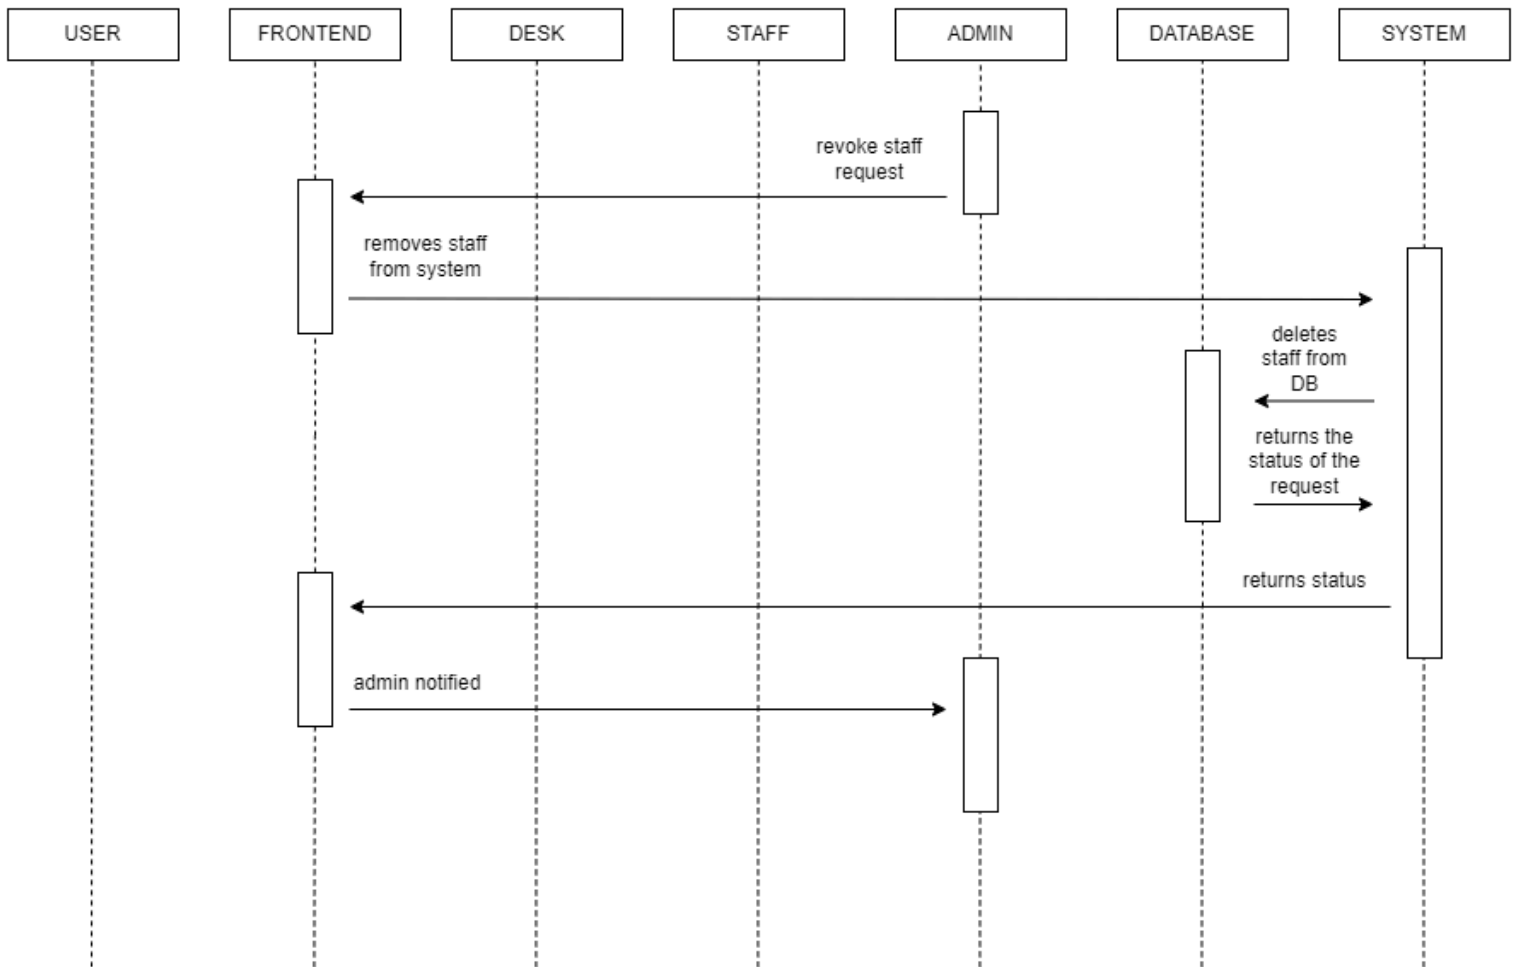 USER
FRONTEND
DESK
STAFF
ADMIN
DATABASE
SYSTEM
revoke staff
request
removes staff
from system
deletes
staff from
DB
returns the
status of the
request
returns status
admin notified